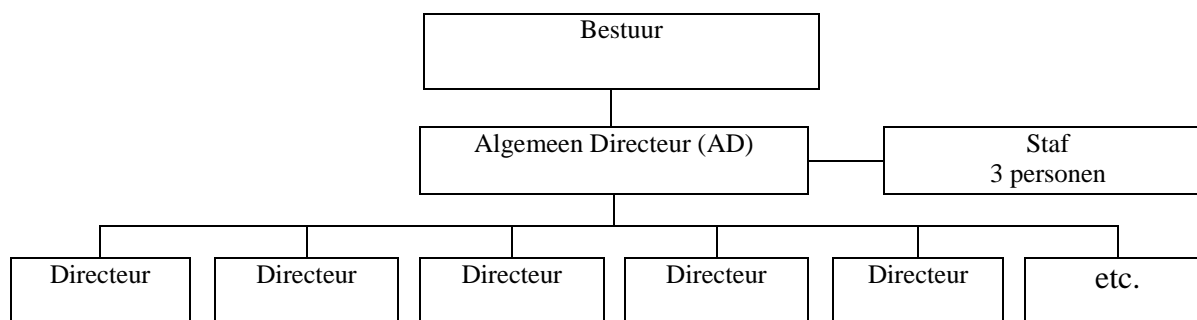 Bestuur
Algemeen Directeur (AD)
Staf
3 personen
Directeur
Directeur
Directeur
Directeur
Directeur
etc.